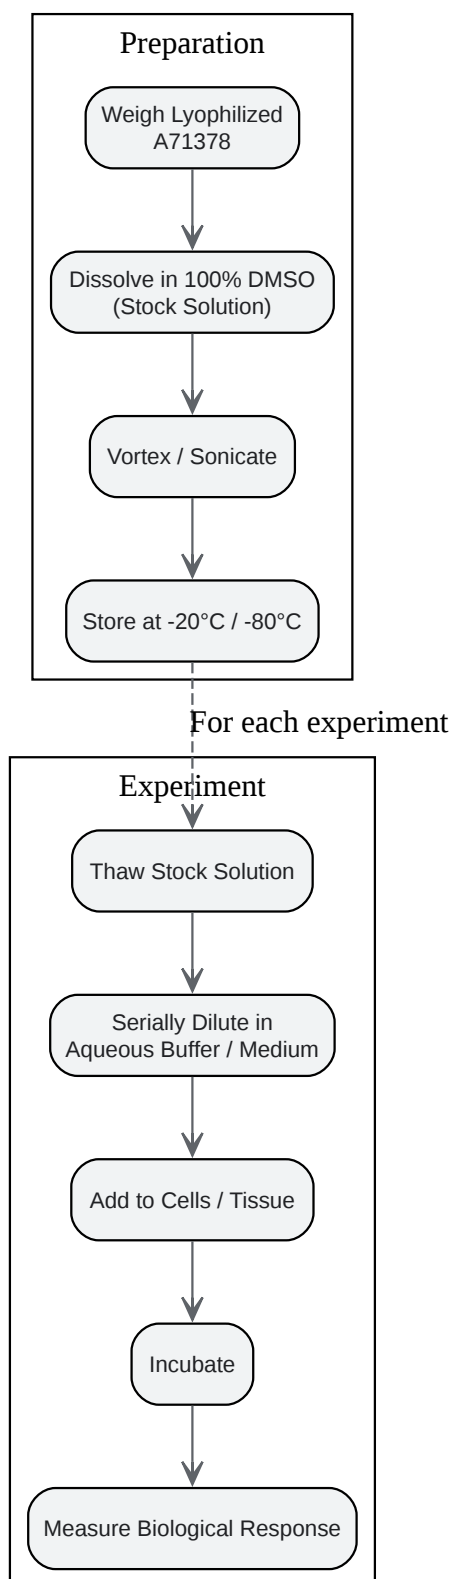 Preparation
Weigh Lyophilized
A71378
Dissolve in 100% DMSO
(Stock Solution)
Vortex / Sonicate
Store at -20°C / -80°C
For each experiment
Experiment
Thaw Stock Solution
Serially Dilute in
Aqueous Buffer / Medium
Add to Cells / Tissue
Incubate
Measure Biological Response